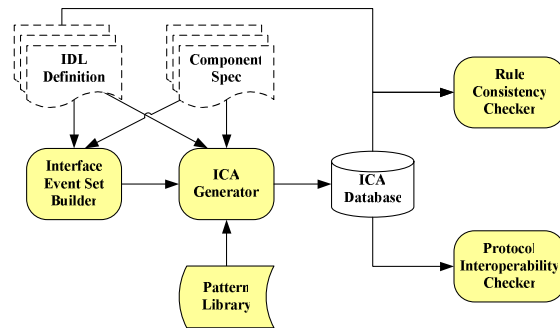 IDL
Definition
Component
Spec
Rule
Consistency
Checker
Interface
Event Set
Builder
ICA
Generator
ICA
Database
Protocol
Interoperability
Checker
Pattern
Library